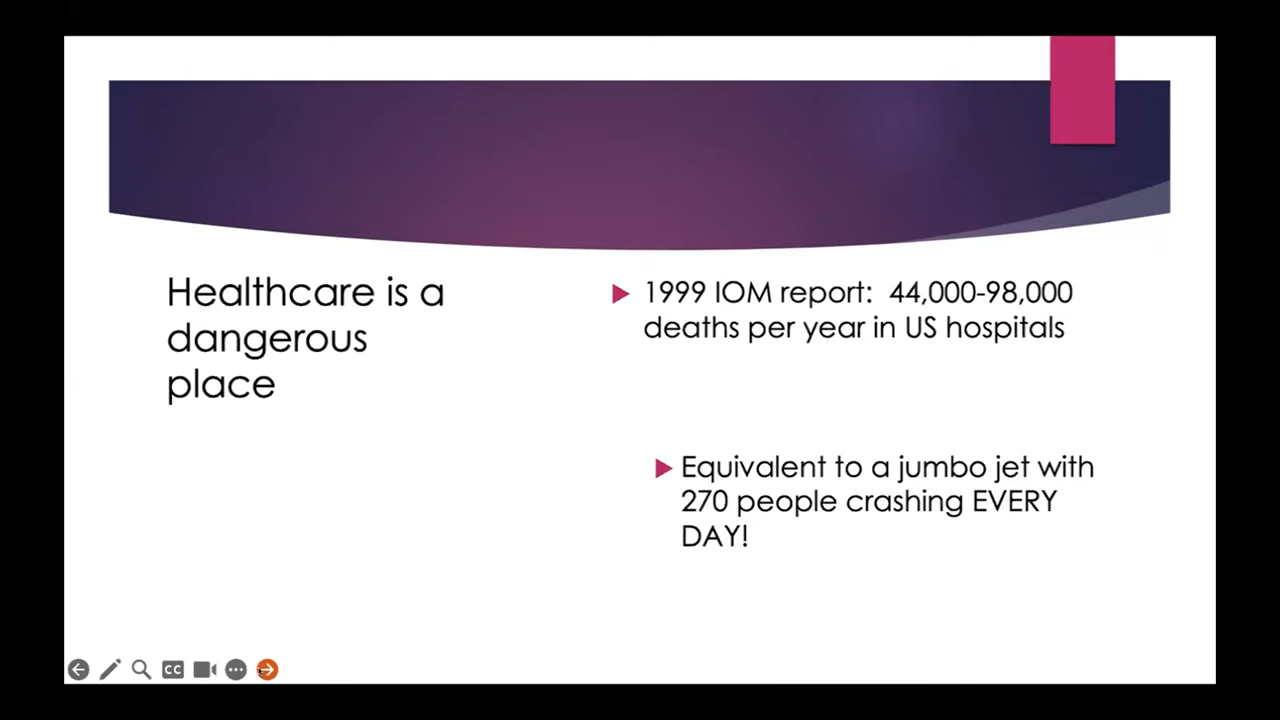 Healthcare is a
dangerous
place
1999 IOM report:  44,000-98,000
deaths per year in US hospitals
Equivalent to a jumbo jet with
270 people crashing EVERY
DAY!
CC